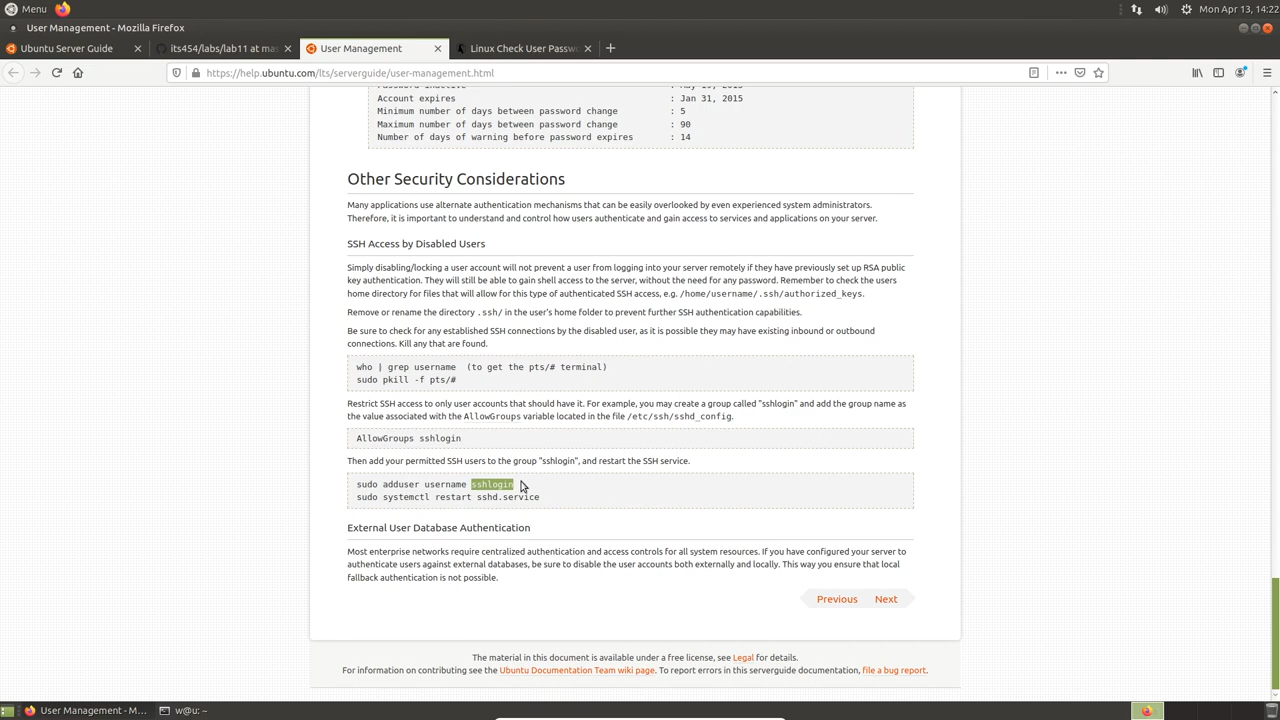 Menu
Mon Apr 13, 14:22
User Management - Mozilla Firefox
Ubuntu Server Guide
its454/labs/lab11 at mas
User Management
Linux Check User Passwo
https://help.ubuntu.com/lts/serverguide/user-management.html
Account expires : Jan 31, 2015
Minimum number of days between password change : 5
Maximum number of days between password change : 90
Number of days of warning before password expires : 14
Other Security Considerations
Many applications use alternate authentication mechanisms that can be easily overlooked by even experienced system administrators.
Therefore, it is important to understand and control how users authenticate and gain access to services and applications on your server.
SSH Access by Disabled Users
Simply disabling/locking a user account will not prevent a user from logging into your server remotely if they have previously set up RSA public
key authentication. They will still be able to gain shell access to the server, without the need for any password. Remember to check the users
home directory for files that will allow for this type of authenticated SSH access, e.g. /home/username/.ssh/authorized_keys.
Remove or rename the directory .ssh/ in the user's home folder to prevent further SSH authentication capabilities.
Be sure to check for any established SSH connections by the disabled user, as it is possible they may have existing inbound or outbound
connections. Kill any that are found.
who | grep username  (to get the pts/# terminal)
sudo pkill -f pts/#
Restrict SSH access to only user accounts that should have it. For example, you may create a group called "sshlogin" and add the group name as
the value associated with the AllowGroups variable located in the file /etc/ssh/sshd_config.
AllowGroups sshlogin
Then add your permitted SSH users to the group "sshlogin", and restart the SSH service.
sudo adduser username sshlogin
sudo systemctl restart sshd.service
External User Database Authentication
Most enterprise networks require centralized authentication and access controls for all system resources. If you have configured your server to
authenticate users against external databases, be sure to disable the user accounts both externally and locally. This way you ensure that local
fallback authentication is not possible.
Previous
Next
The material in this document is available under a free license, see Legal for details.
For information on contributing see the Ubuntu Documentation Team wiki page. To report errors in this serverguide documentation, file a bug report.
User Management - M...
w@u: ~